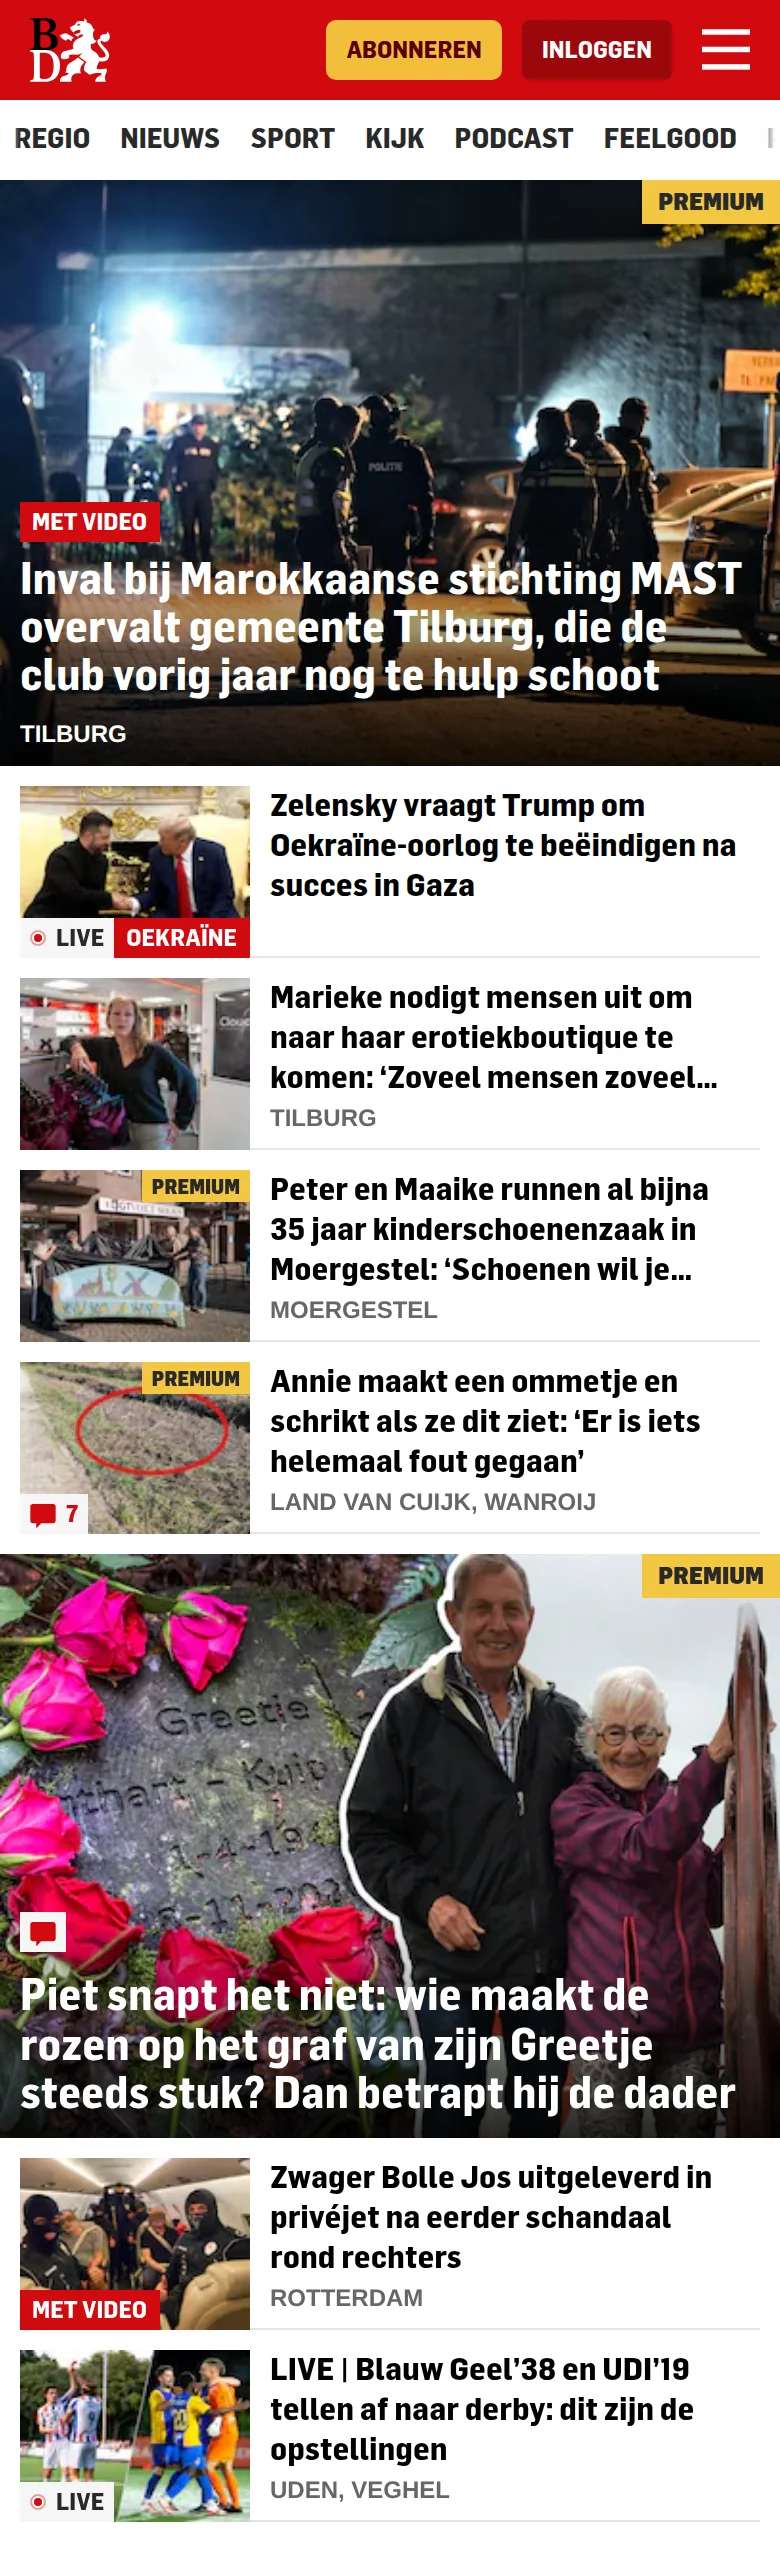 BD
ABONNEREN
INLOGGEN
REGIO NIEUWS SPORT KIJK PODCAST FEELGOOD
PREMIUM
POLITIE
MET VIDEO
Inval bij Marokkaanse stichting MAST
overvalt gemeente Tilburg, die de
club vorig jaar nog te hulp schoot
TILBURG
Zelensky vraagt Trump om
Oekraïne-oorlog te beëindigen na
succes in Gaza
LIVE OEKRAÏNE
Marieke nodigt mensen uit om
naar haar erotiekboutique te
komen: ‘Zoveel mensen zoveel...
TILBURG
PREMIUM
Peter en Maaike runnen al bijna
35 jaar kinderschoenenzaak in
Moergestel: ‘Schoenen wil je...
MOERGESTEL
PREMIUM
Annie maakt een ommetje en
schrikt als ze dit ziet: ‘Er is iets
helemaal fout gegaan’
LAND VAN CUIJK, WANROIJ
7
PREMIUM
Greetje
Piet snapt het niet: wie maakt de
rozen op het graf van zijn Greetje
steeds stuk? Dan betrapt hij de dader
Zwager Bolle Jos uitgeleverd in
privéjet na eerder schandaal
rond rechters
ROTTERDAM
MET VIDEO
LIVE | Blauw Geel’38 en UDI’19
tellen af naar derby: dit zijn de
opstellingen
UDEN, VEGHEL
LIVE